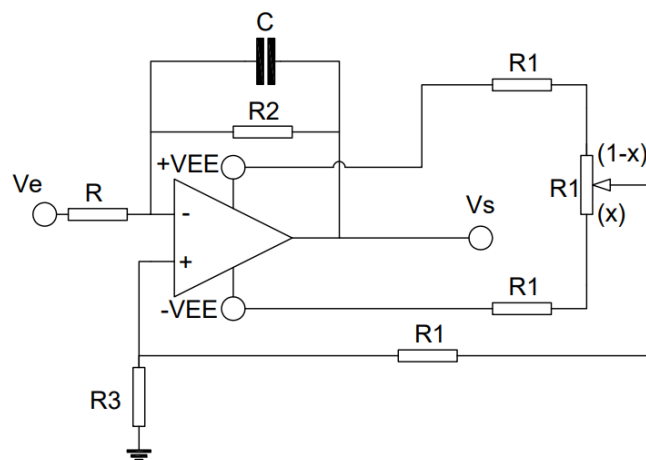 C
R1
R2
+VEE
(1-x)
Ve
R
R1
-
Vs
(x)
+
-VEE
R1
R1
R3